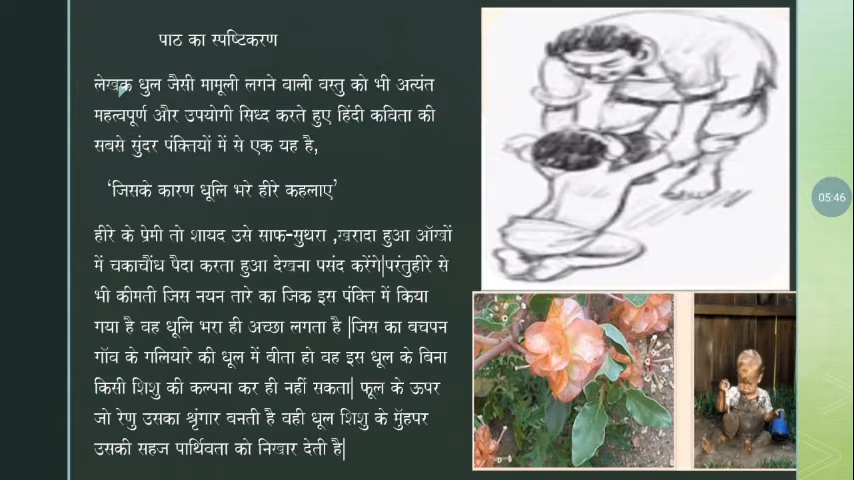 पाठ का स्पष्टिकरण
लेखक धुल जैसी मामूली लगने वाली वस्तु को भी अत्यंत
महत्वपूर्ण और उपयोगी सिध्द करते हुए हिंदी कविता की
सबसे सुंदर पंक्तियों में से एक यह है,
‘जिसके कारण धूलि भरे हीरे कहलाए’
हीरे के प्रेमी तो शायद उसे साफ-सुथरा ,खरादा हुआ ऑखों
में चकाचौंध पैदा करता हुआ देखना पसंद करेंगे|परंतुहीरे से
भी कीमती जिस नयन तारे का जिक इस पंक्ति में किया
गया है वह धूलि भरा ही अच्छा लगता है |जिस का बचपन
गॉव के गलियारे की धूल में बीता हो वह इस धूल के बिना
किसी शिशु की कल्पना कर ही नहीं सकता| फूल के ऊपर
जो रेणु उसका श्रृंगार बनती है वही धूल शिशु के मुँहपर
उसकी सहज पार्थिवता को निखार देती है|
05:46